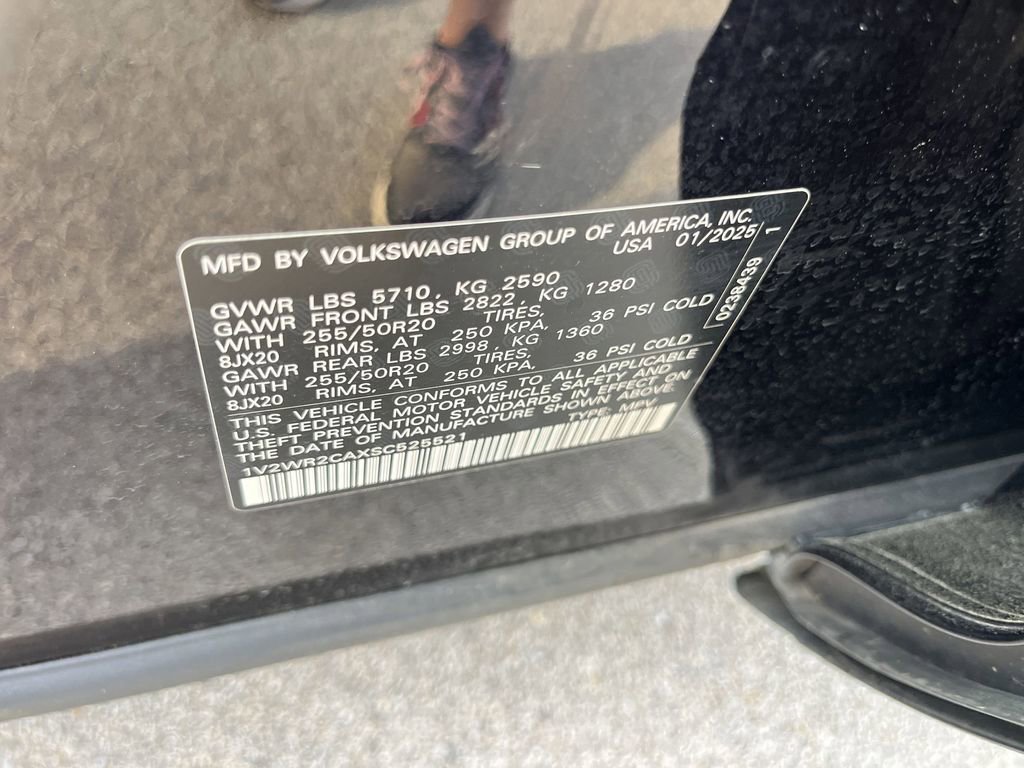 MFD BY VOLKSWAGEN GROUP OF AMERICA, INC.
USA 01/2025
GVWR LBS 5710, KG 2590
GAWR FRONT LBS 2822, KG 1280
WITH 255/50R20 TIRES,
8JX20 RIMS, AT 250 KPA, 36 PSI COLD
GAWR REAR LBS 2998, KG 1360
WITH 255/50R20 TIRES,
8JX20 RIMS, AT 250 KPA, 36 PSI COLD
THIS VEHICLE CONFORMS TO ALL APPLICABLE
U.S. FEDERAL MOTOR VEHICLE SAFETY AND
THEFT PREVENTION STANDARDS IN EFFECT ON
THE DATE OF MANUFACTURE SHOWN ABOVE
1V2WR2CAXSC525521 TYPE: MPV
0238439 1